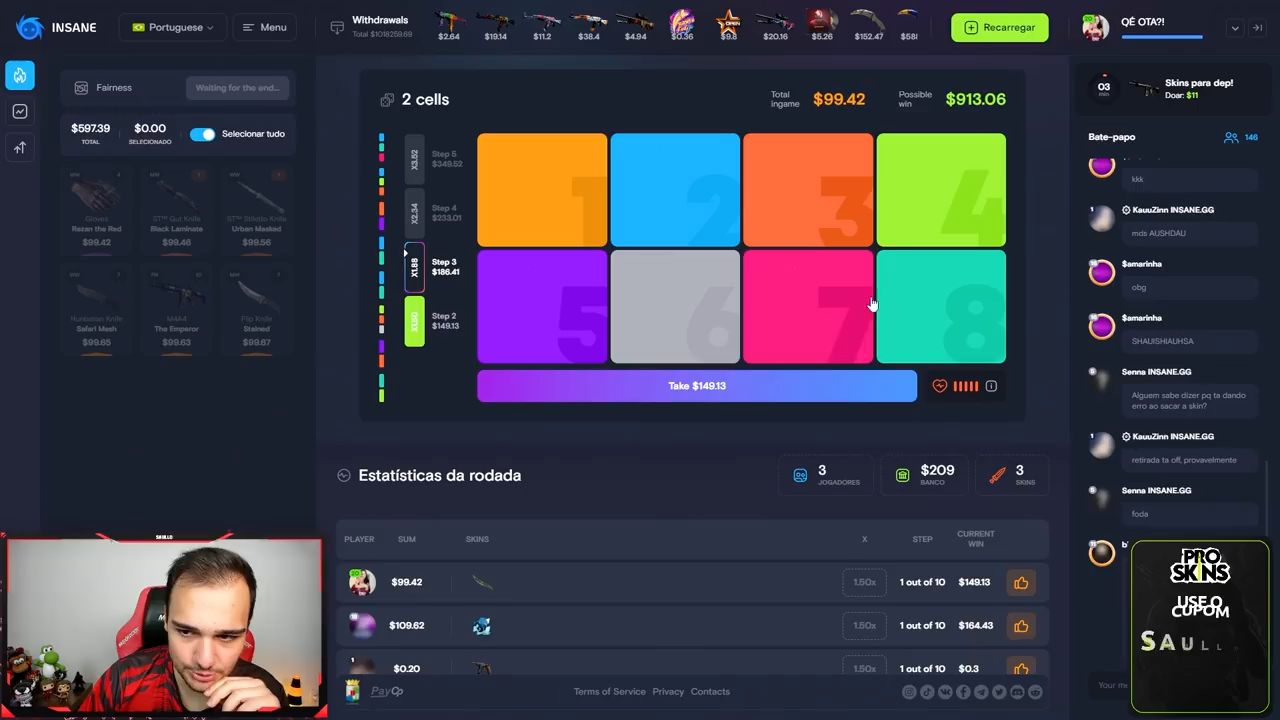 INSANE
Portuguese
Menu
Withdrawals
Total $1018259.69
$2.64
$19.14
$11.2
$38.4
$4.94
$0.36
$9.8
$20.16
$5.26
$152.47
Recarregar
QÉ OTA?!
Fairness
Waiting for the end...
$597.39
TOTAL
$0.00
SELECIONADO
Selecionar tudo
Gloves
Rezan the Red
$99.42
ST™ Gut Knife
Black Laminate
$99.46
ST™ Stiletto Knife
Urban Masked
$99.56
Huntsman Knife
Safari Mesh
$99.65
M4A4
The Emperor
$99.63
Flip Knife
Stained
$99.67
2 cells
Total
ingame
$99.42
Possible
win
$913.06
X3.52
Step 5
$349.52
X2.34
Step 4
$233.01
X1.88
Step 3
$186.41
X1.50
Step 2
$149.13
1
2
3
4
5
6
7
8
Take $149.13
Estatísticas da rodada
3
JOGADORES
$209
BANCO
3
SKINS
PLAYER
SUM
SKINS
X
STEP
CURRENT
WIN
$99.42
1.50x
1 out of 10
$149.13
$109.62
1.50x
1 out of 10
$164.43
$0.20
1.50x
1 out of 10
$0.3
Terms of Service
Privacy
Contacts
03
min
Skins para dep!
Doar: $11
Bate-papo
146
kkk
KauuZinn INSANE.GG
mds AUSHDAU
$amarinha
obg
$amarinha
SHAUISHIAUHSA
Senna INSANE.GG
Alguem sabe dizer pq ta dando
erro ao sacar a skin?
KauuZinn INSANE.GG
retirada ta off, provavelmente
Senna INSANE.GG
foda
Your me
PRO
SKINS
USE O
CUPOM
SAULL
SAULLO